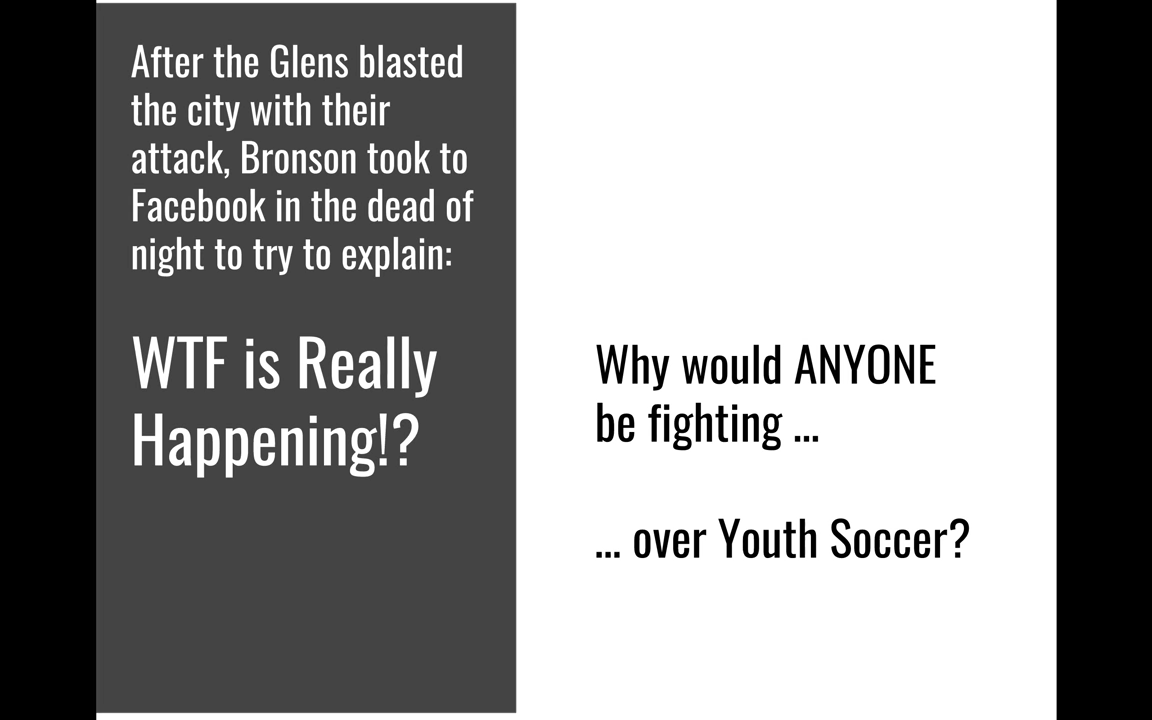 After the Glens blasted
the city with their
attack, Bronson took to
Facebook in the dead of
night to try to explain:
WTF is Really
Happening!?
Why would ANYONE
be fighting ...
... over Youth Soccer?